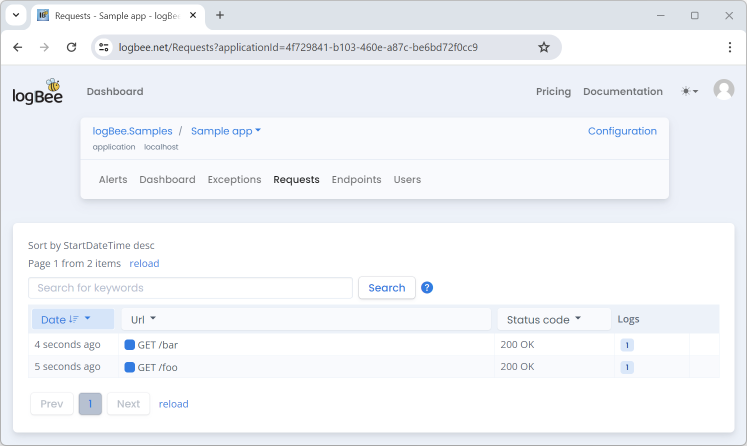 Requests - Sample app - logBe
logbee.net/Requests?applicationId=4f729841-b103-460e-a87c-be6bd72f0cc9
logBee Dashboard Pricing Documentation
logBee.Samples / Sample app Configuration
application localhost
Alerts Dashboard Exceptions Requests Endpoints Users
Sort by StartDateTime desc
Page 1 from 2 items reload
Search for keywords Search ?
Date Url Status code Logs
4 seconds ago GET /bar 200 OK 1
5 seconds ago GET /foo 200 OK 1
Prev 1 Next reload